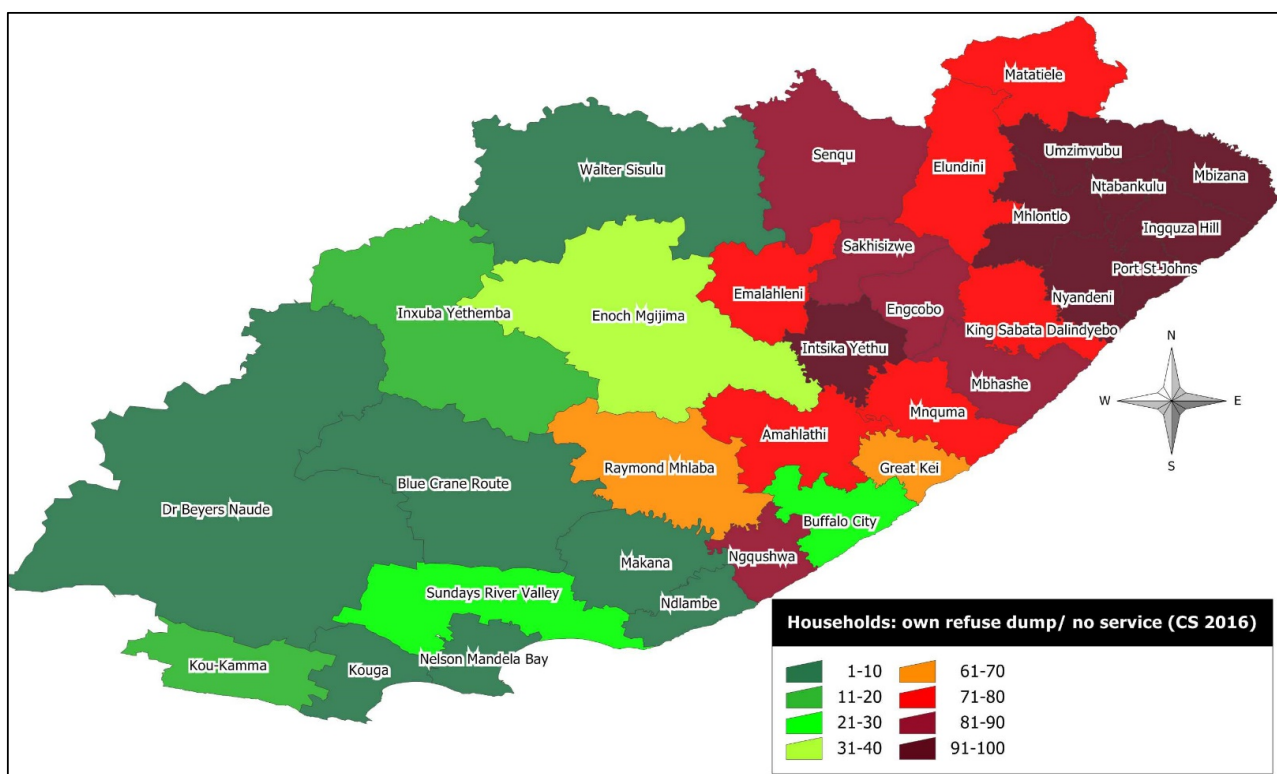 Matatiele
Umzimvubu
Senqu
Elundini
Walter Sisulu
Ntabankulu
Mbizana
Mhlontlo
Ingquza Hill
Sakhisizwe
Port St Johns
Emalahleni
Nyandeni
Inxuba Yethemba
Enoch Mgijima
Engcobo
King Sabata Dalindyebo
Intsika Yethu
N
Mbhashe
W
E
Mnquma
Amahlathi
S
Raymond Mhlaba
Great Kei
Blue Crane Route
Dr Beyers Naude
Buffalo City
Makana
Ngqushwa
Sundays River Valley
Ndlambe
Kou-Kamma
Kouga
Nelson Mandela Bay
Households: own refuse dump/ no service (CS 2016)
1-10
11-20
21-30
31-40
61-70
71-80
81-90
91-100